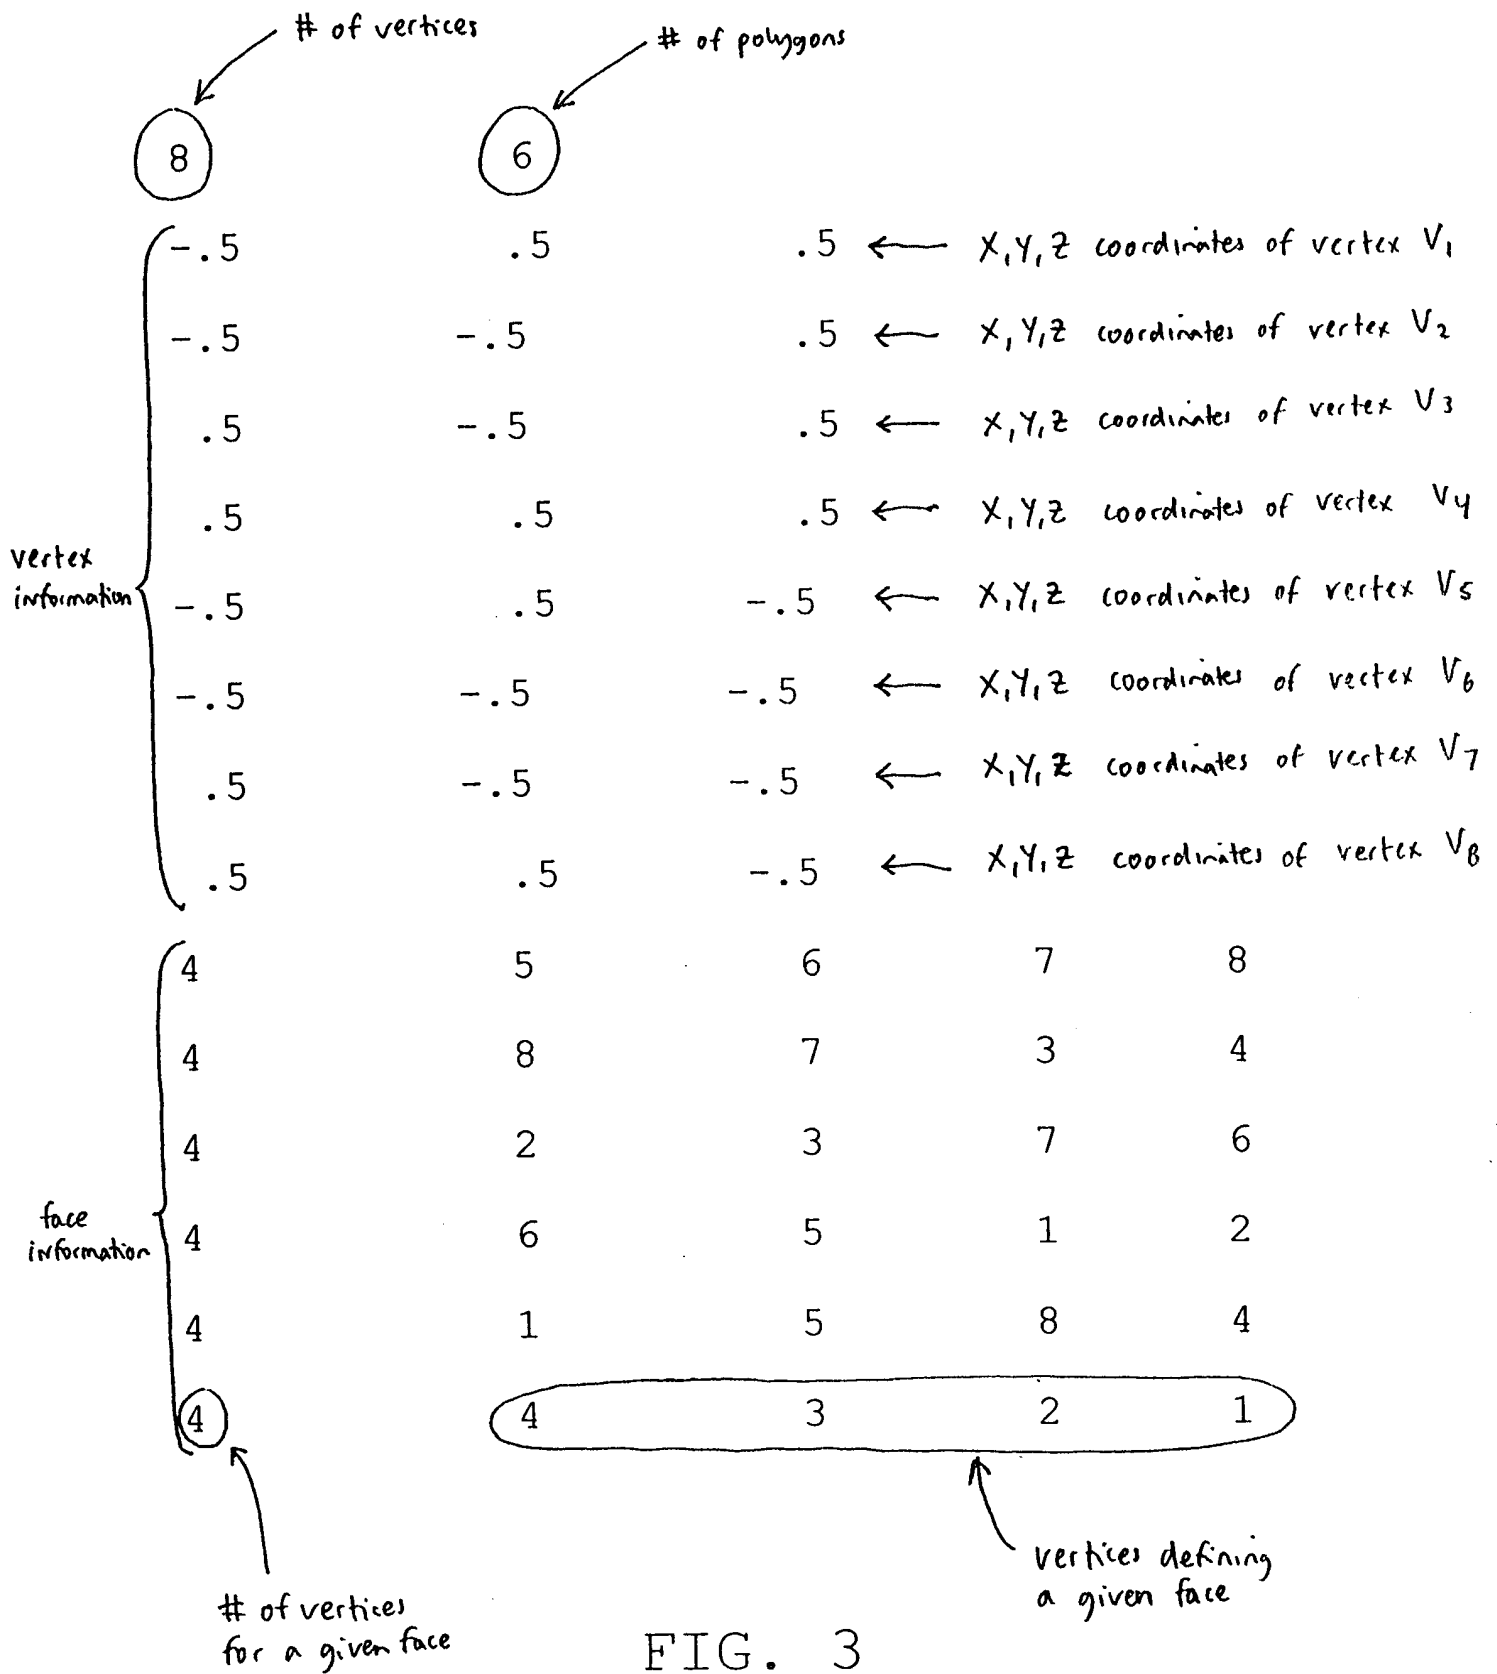 # of vertices
# of polygons
8 6
-.5 .5 .5 ← X,Y,Z coordinates of vertex V1
-.5 -.5 .5 ← X,Y,Z coordinates of vertex V2
.5 -.5 .5 ← X,Y,Z coordinates of vertex V3
.5 .5 .5 ← X,Y,Z coordinates of vertex V4
vertex
information
-.5 .5 -.5 ← X,Y,Z coordinates of vertex V5
-.5 -.5 -.5 ← X,Y,Z coordinates of vertex V6
.5 -.5 -.5 ← X,Y,Z coordinates of vertex V7
.5 .5 -.5 ← X,Y,Z coordinates of vertex V8
4 5 6 7 8
4 8 7 3 4
4 2 3 7 6
face
information
4 6 5 1 2
4 1 5 8 4
4 4 3 2 1
vertices defining
a given face
# of vertices
for a given face
FIG. 3